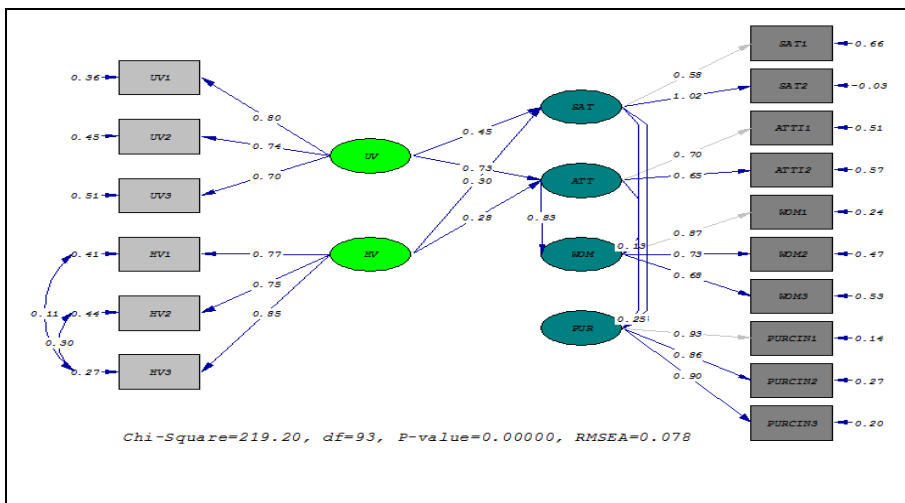 SAT1
0.66
0.36
UV1
0.58
SAT2
-0.03
1.02
SAT
0.80
0.45
ATTI1
0.51
0.45
UV2
0.74
UV
0.70
0.73
ATTI2
0.57
0.70
0.65
0.51
UV3
0.30
ATT
0.28
WOM1
0.24
0.83
0.87
0.41
HV1
0.77
HV
WOM
0.13
0.73
WOM2
0.47
0.75
0.68
WOM3
0.53
0.11
0.44
HV2
0.85
0.25
PUR
0.93
PURCIN1
0.14
0.30
0.86
0.27
HV3
0.90
PURCIN2
0.27
PURCIN3
0.20
Chi-Square=219.20, df=93, P-value=0.00000, RMSEA=0.078